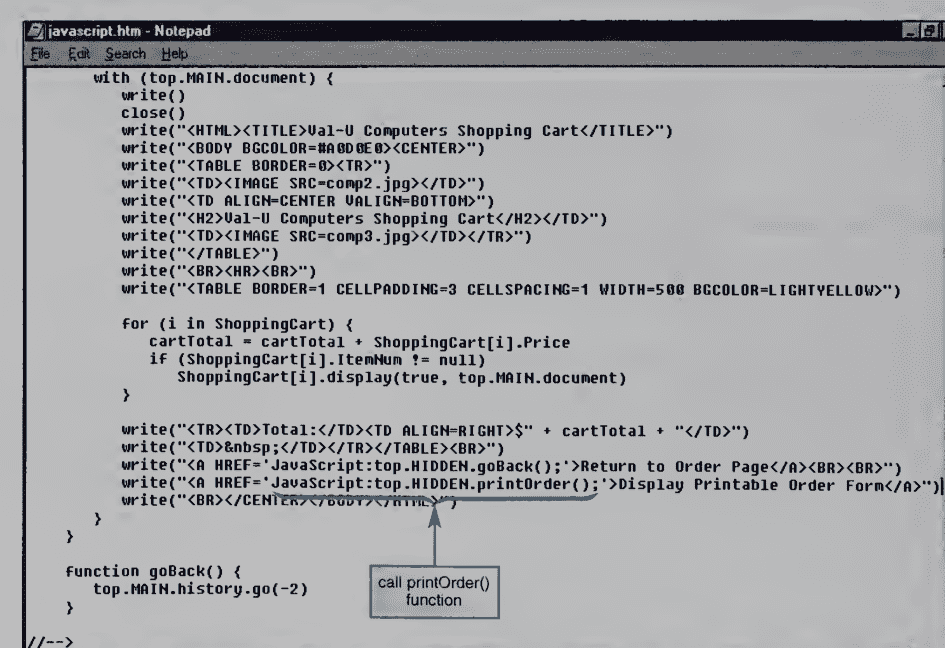 javascript.htm - Notepad
File Edit Search Help
with (top.MAIN.document) {
write()
close()
write("<HTML><TITLE>Val-U Computers Shopping Cart</TITLE>")
write("<BODY BGCOLOR=#A0D0E0><CENTER>")
write("<TABLE BORDER=0><TR>")
write("<TD><IMAGE SRC=comp2.jpg></TD>")
write("<TD ALIGN=CENTER VALIGN=BOTTOM>")
write("<H2>Val-U Computers Shopping Cart</H2></TD>")
write("<TD><IMAGE SRC=comp3.jpg></TD></TR>")
write("</TABLE>")
write("<BR><HR><BR>")
write("<TABLE BORDER=1 CELLPADDING=3 CELLSPACING=1 WIDTH=500 BGCOLOR=LIGHTYELLOW>")
for (i in ShoppingCart) {
cartTotal = cartTotal + ShoppingCart[i].Price
if (ShoppingCart[i].ItemNum != null)
ShoppingCart[i].display(true, top.MAIN.document)
}
write("<TR><TD>Total:</TD><TD ALIGN=RIGHT>$" + cartTotal + "</TD>")
write("<TD>&nbsp;</TD></TR></TABLE><BR>")
write("<A HREF='JavaScript:top.HIDDEN.goBack();'>Return to Order Page</A><BR><BR>")
write("<A HREF='JavaScript:top.HIDDEN.printOrder();'>Display Printable Order Form</A>")
write("<BR></CENTER></BODY></HTML>")
}
}
function goBack() {
top.MAIN.history.go(-2)
}
//-->
call printOrder()
function